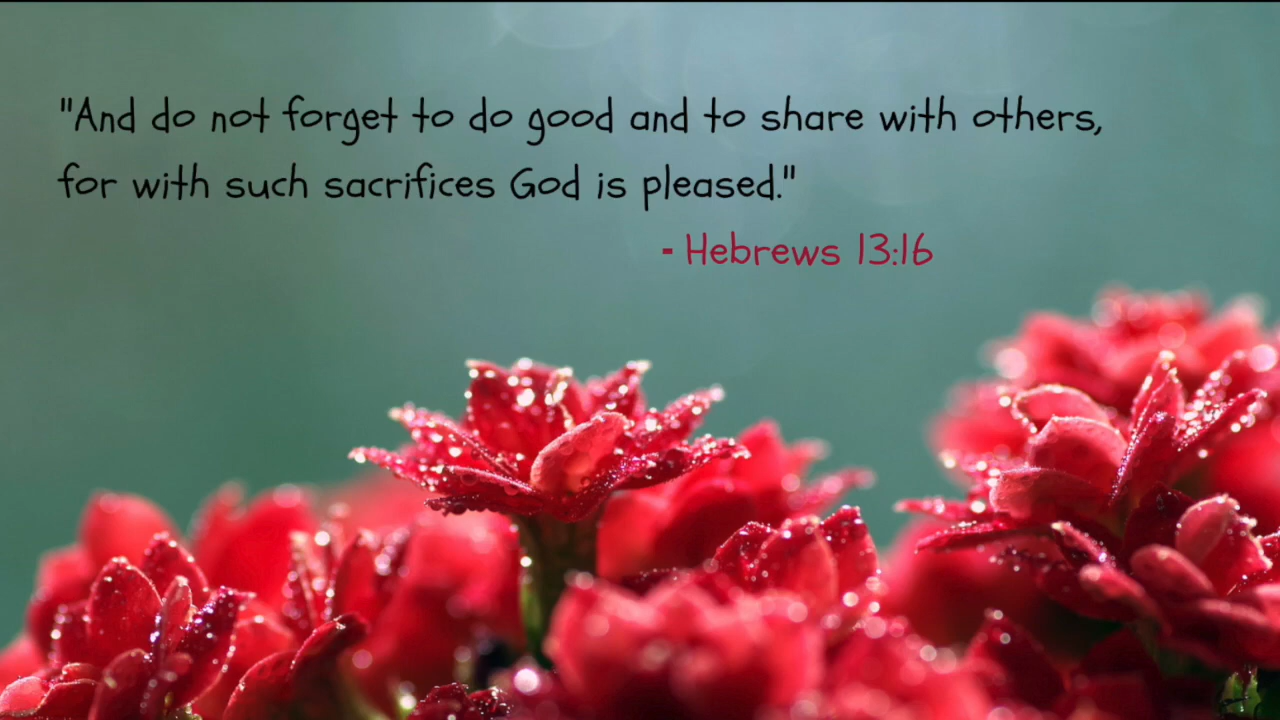 "And do not forget to do good and to share with others,
for with such sacrifices God is pleased."
- Hebrews 13:16